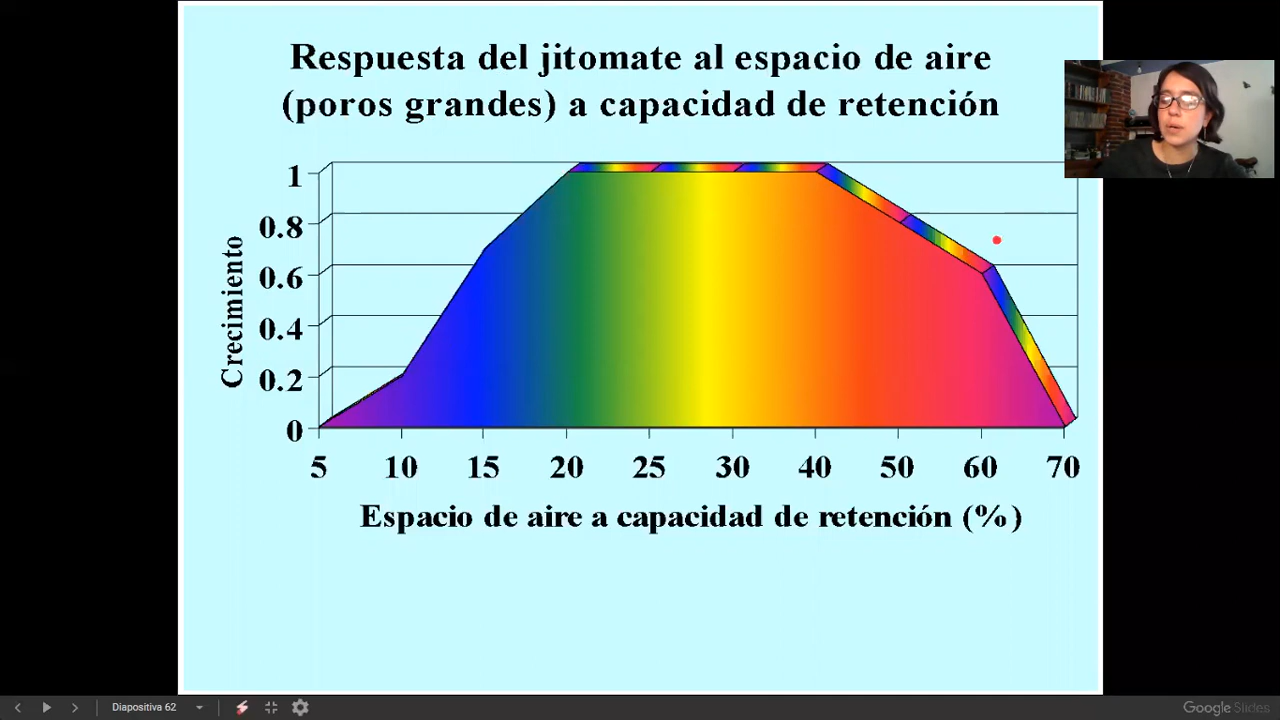 Respuesta del jitomate al espacio de aire
(poros grandes) a capacidad de retención
1
0.8
0.6
0.4
0.2
0
Crecimiento
5 10 15 20 25 30 40 50 60 70
Espacio de aire a capacidad de retención (%)
Diapositiva 62
Google Slides